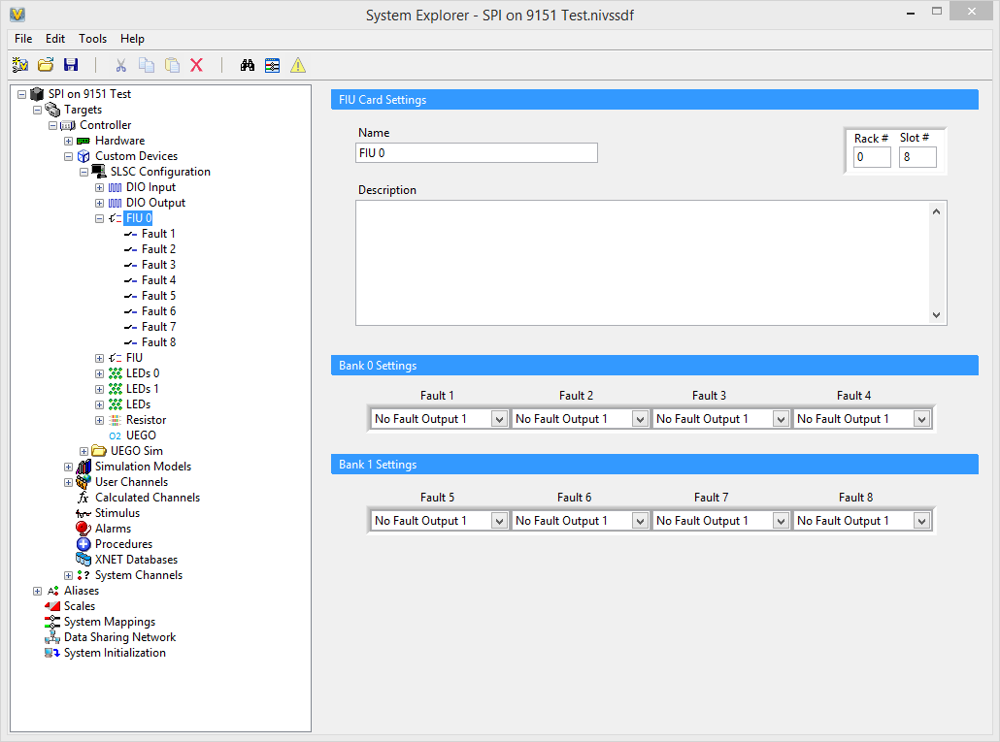 System Explorer - SPI on 9151 Test.nivssdf
File Edit Tools Help
SPI on 9151 Test
Targets
Controller
Hardware
Custom Devices
SLSC Configuration
DIO Input
DIO Output
FIU 0
Fault 1
Fault 2
Fault 3
Fault 4
Fault 5
Fault 6
Fault 7
Fault 8
FIU
LEDs 0
LEDs 1
LEDs
Resistor
O2 UEGO
UEGO Sim
Simulation Models
User Channels
fx Calculated Channels
Stimulus
Alarms
Procedures
XNET Databases
? System Channels
A Aliases
Scales
System Mappings
Data Sharing Network
System Initialization
FIU Card Settings
Name
FIU 0
Rack # Slot #
0 8
Description
Bank 0 Settings
Fault 1 Fault 2 Fault 3 Fault 4
No Fault Output 1 No Fault Output 1 No Fault Output 1 No Fault Output 1
Bank 1 Settings
Fault 5 Fault 6 Fault 7 Fault 8
No Fault Output 1 No Fault Output 1 No Fault Output 1 No Fault Output 1